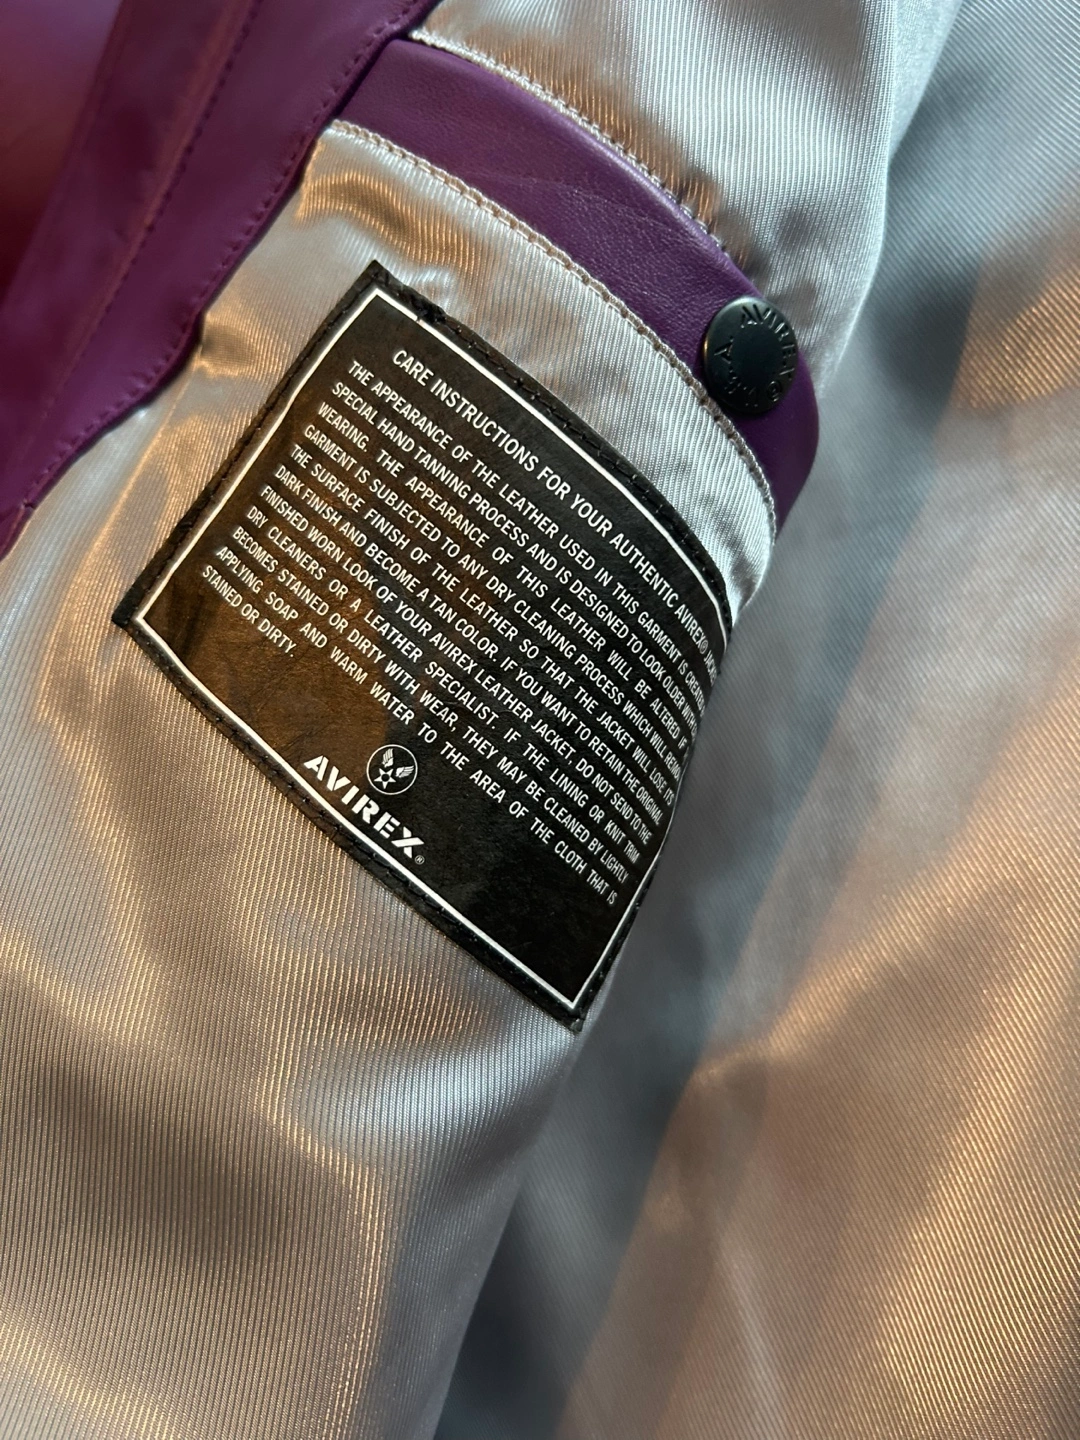 CARE INSTRUCTIONS FOR YOUR AUTHENTIC AVIREX®
THE APPEARANCE OF THE LEATHER USED IN THIS GARMENT IS
SPECIAL HAND TANNING PROCESS AND IS DESIGNED TO LOOK OLDER WITH
WEARING. THE APPEARANCE OF THIS LEATHER WILL BE ALTERED IF
GARMENT IS SUBJECTED TO ANY DRY CLEANING PROCESS WHICH WILL
THE SURFACE FINISH OF THE LEATHER SO THAT THE JACKET WILL LOSE ITS
DARK FINISH AND BECOME A TAN COLOR. IF YOU WANT TO RETAIN THE ORIGINAL
FINISHED WORN LOOK OF YOUR AVIREX LEATHER JACKET, DO NOT SEND TO THE
DRY CLEANERS OR A LEATHER SPECIALIST. IF THE LINING OR KNIT TRIM
BECOMES STAINED OR DIRTY WITH WEAR, THEY MAY BE CLEANED BY LIGHTLY
APPLYING SOAP AND WARM WATER TO THE AREA OF THE CLOTH THAT IS
STAINED OR DIRTY.
AVIREX®
AVIREX